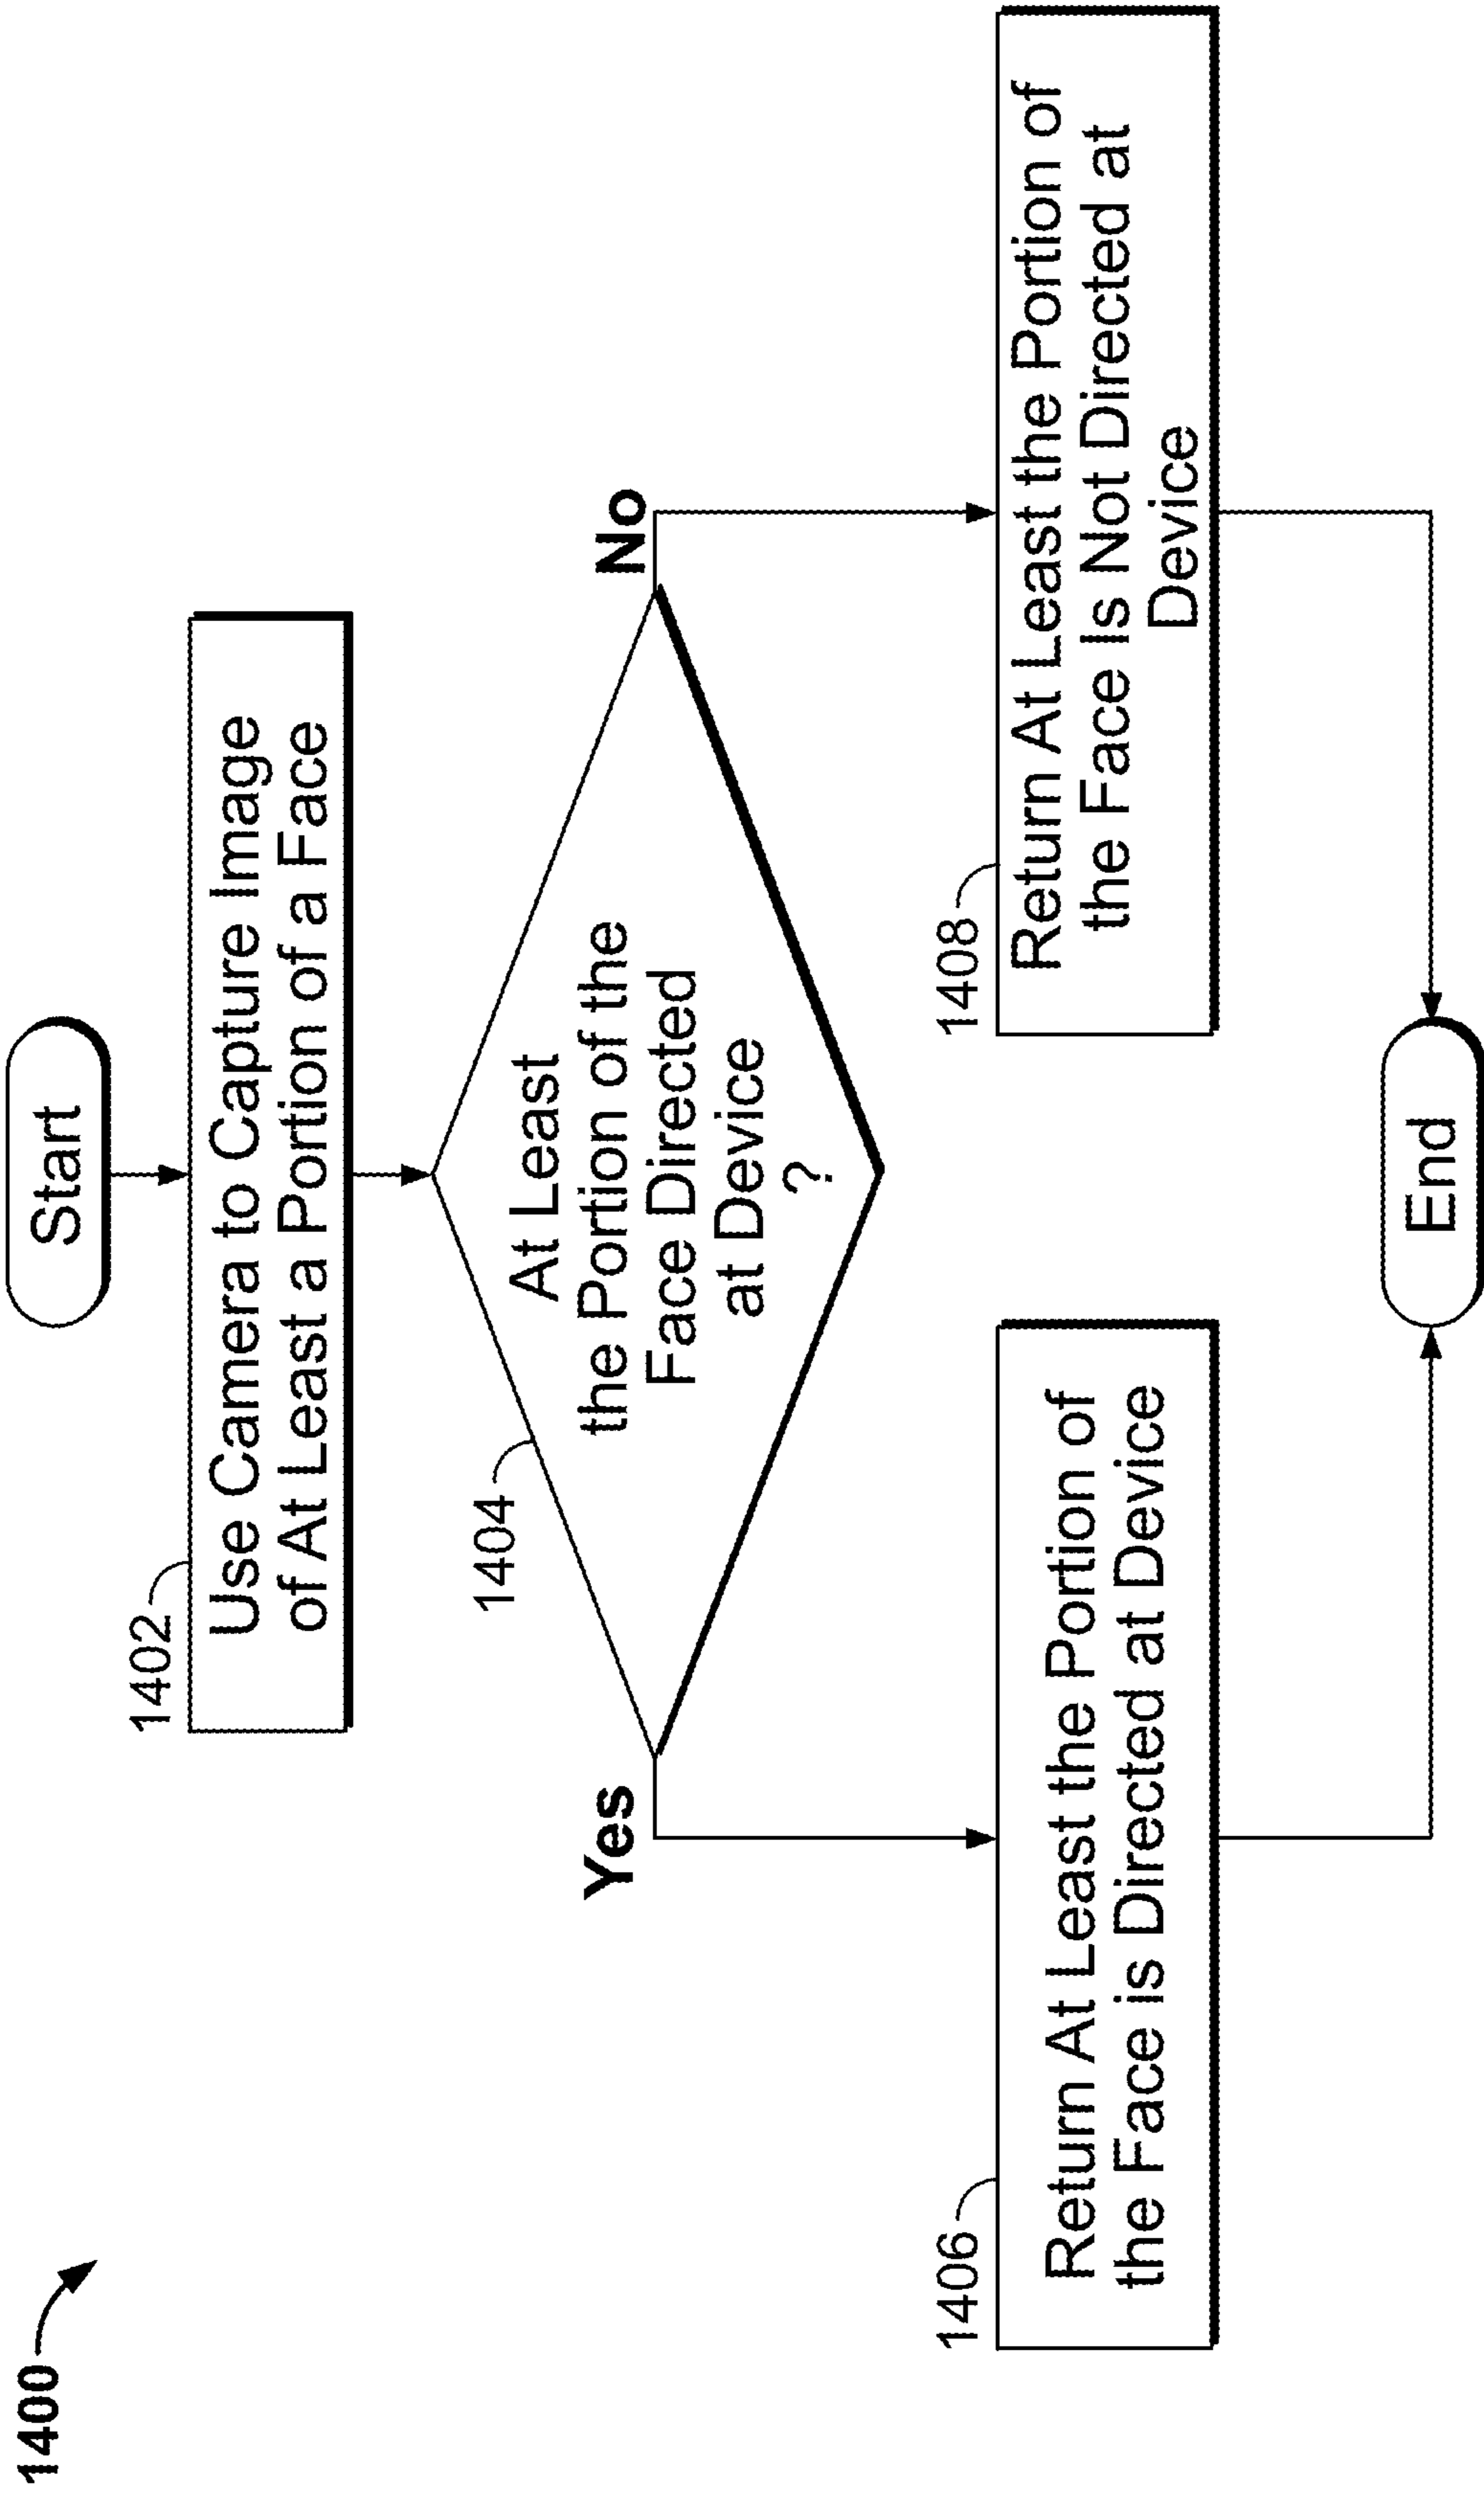 1400
Start
1402
Use Camera to Capture Image
of At Least a Portion of a Face
1404
At Least
the Portion of the
Face Directed
at Device
?
Yes
No
1406
Return At Least the Portion of
the Face is Directed at Device
1408
Return At Least the Portion of
the Face is Not Directed at
Device
End